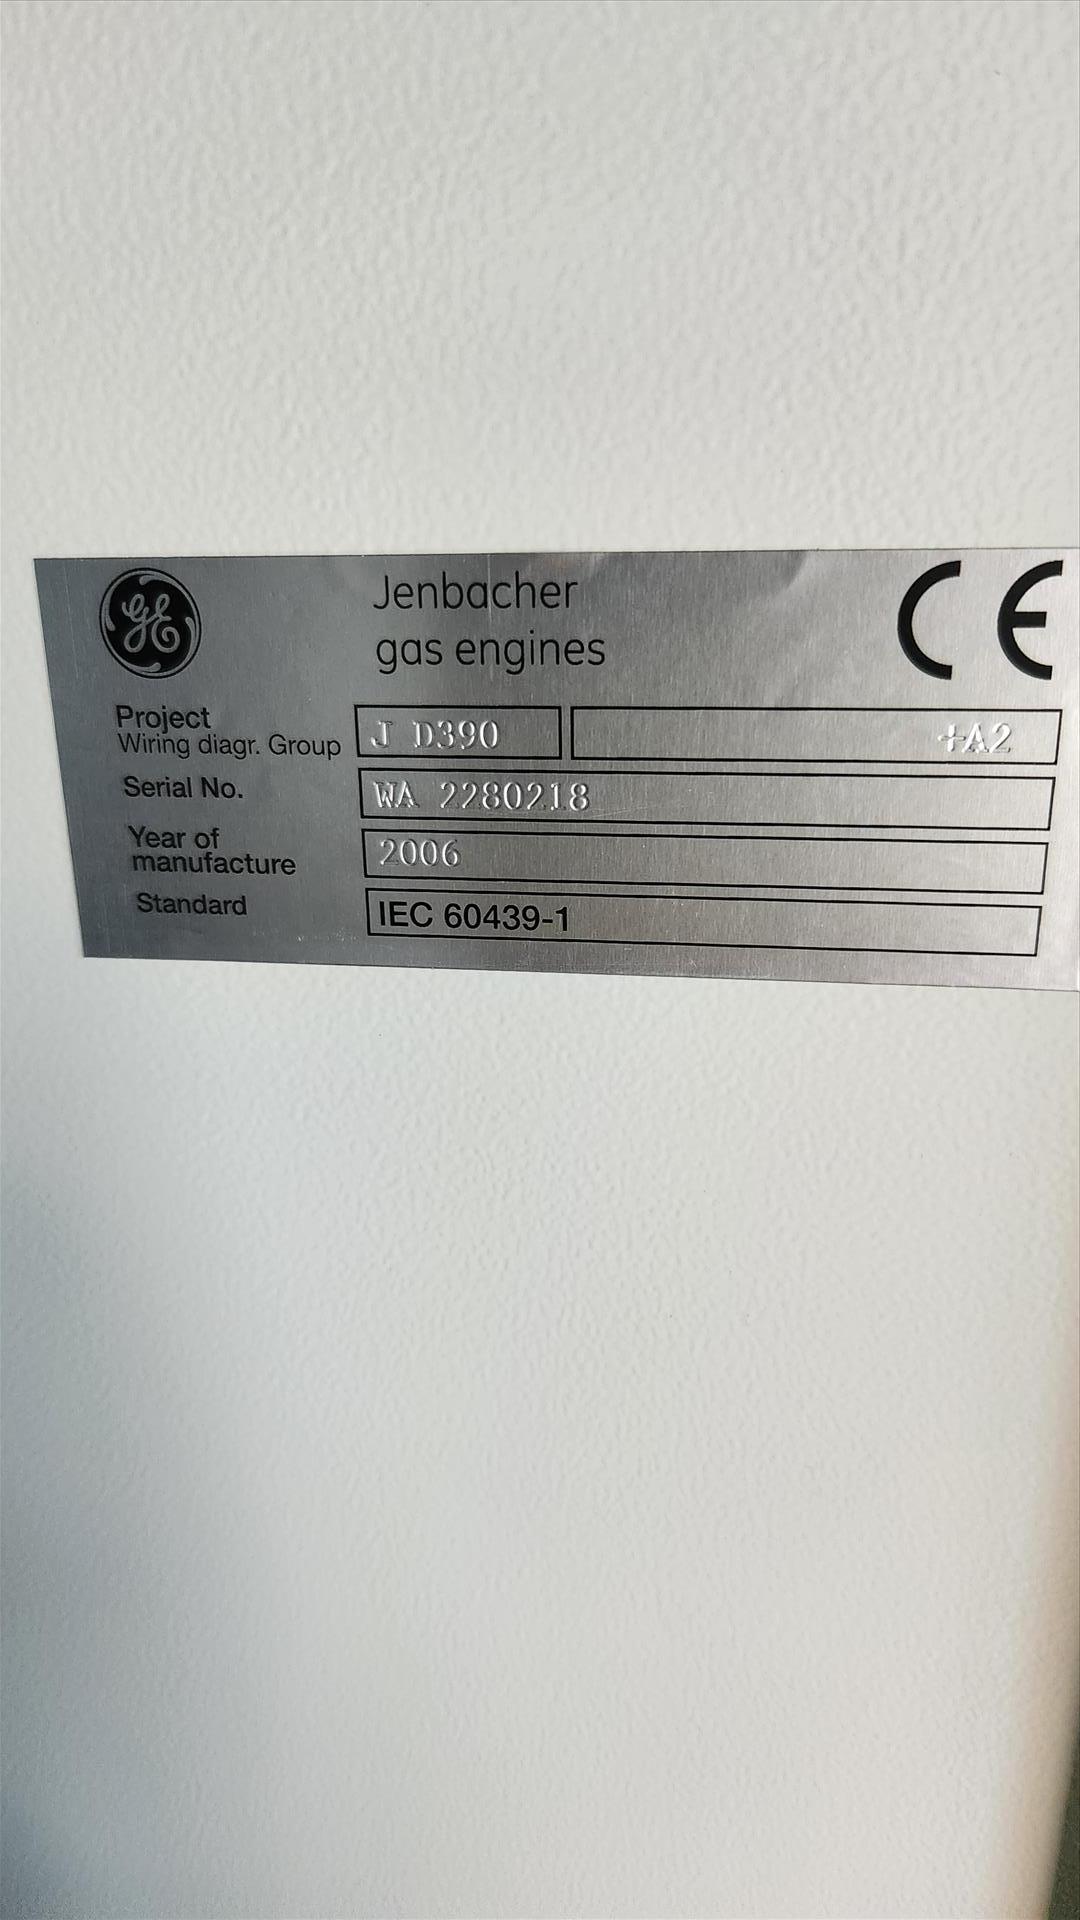 GE
Jenbacher
gas engines
CE
Project
Wiring diagr. Group J D390 +A2
Serial No. WA 2280218
Year of
manufacture 2006
Standard IEC 60439-1